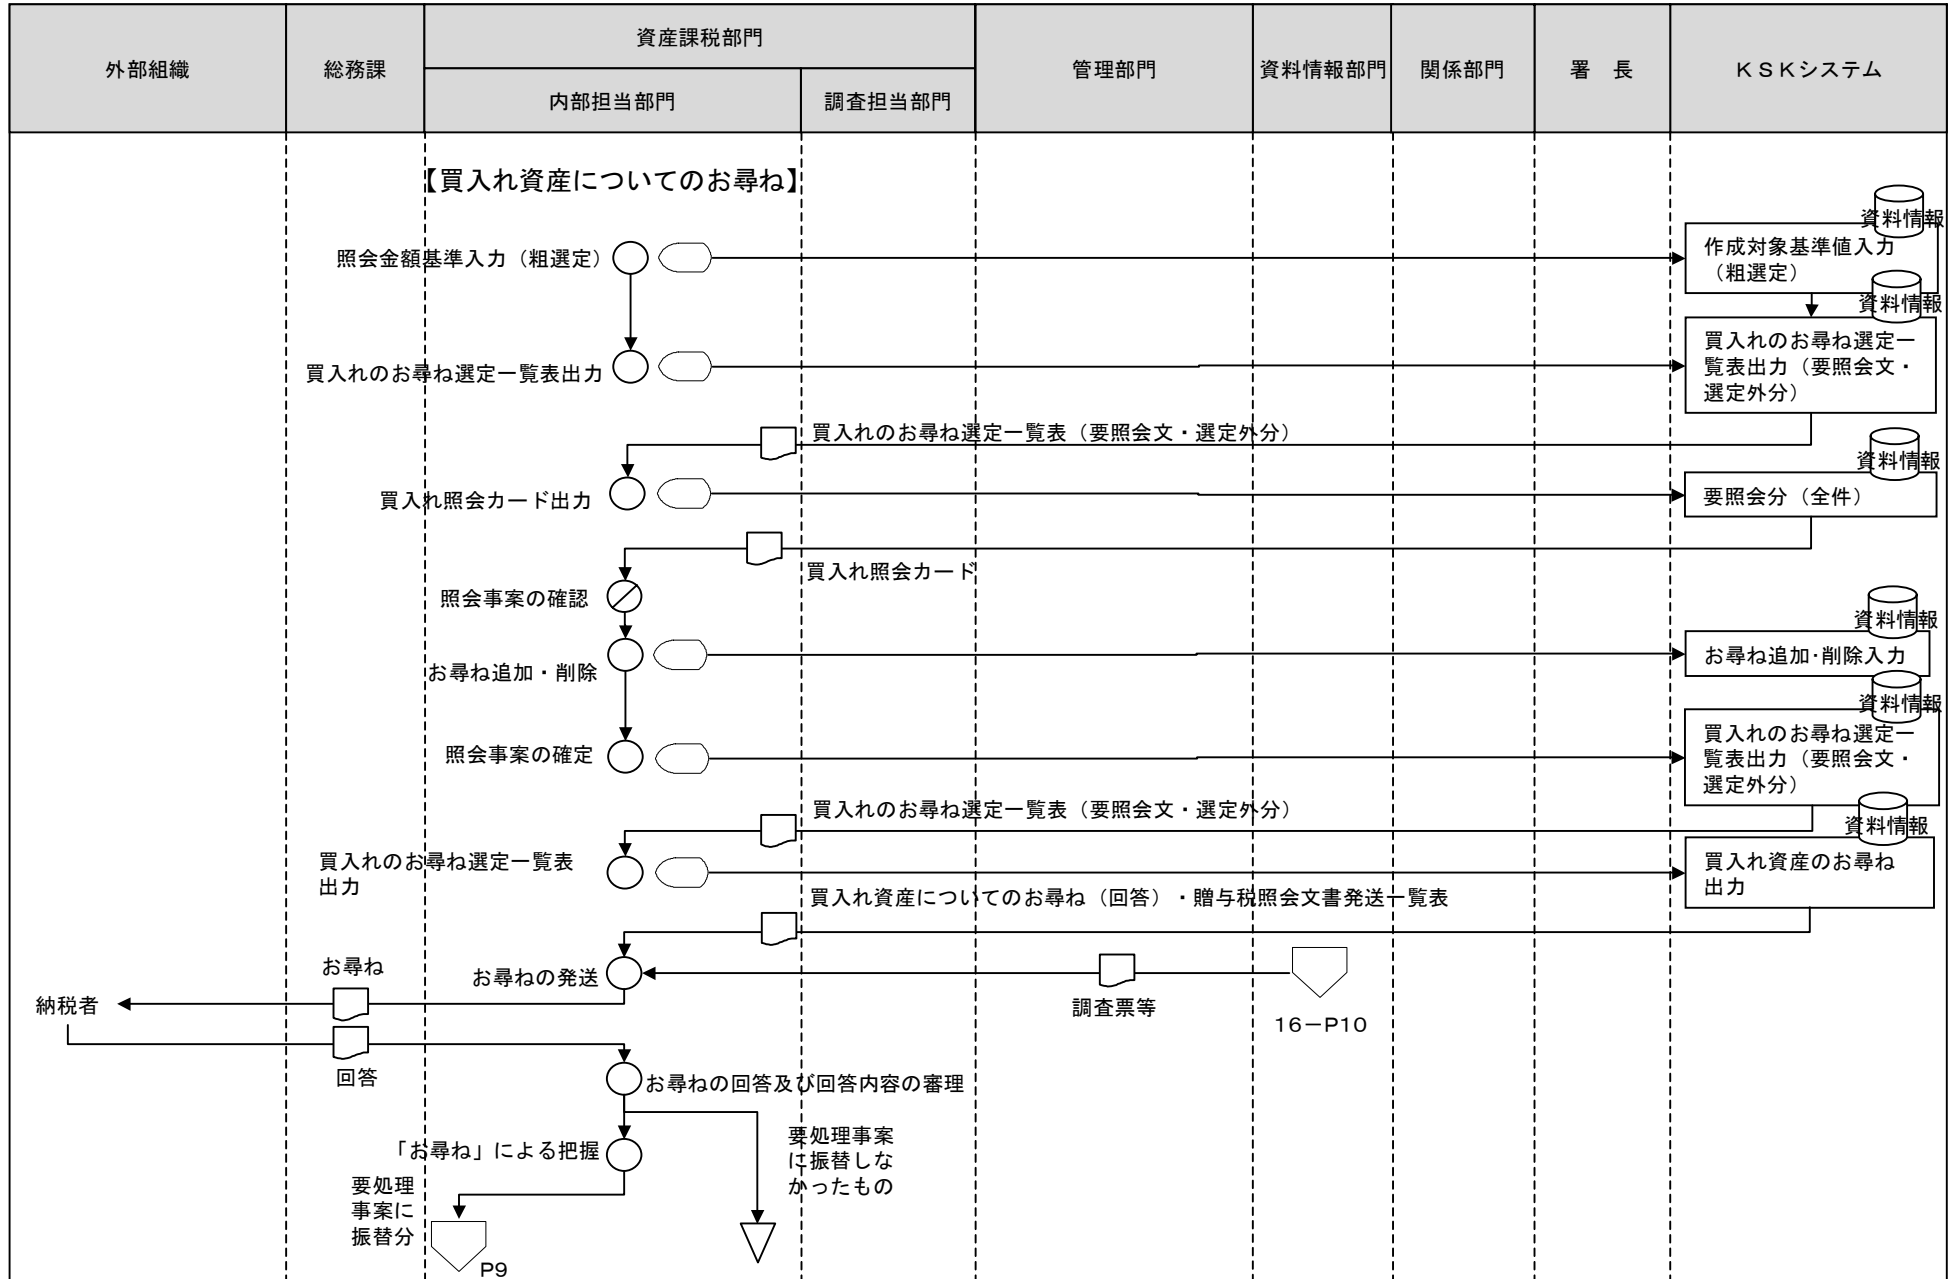 外部組織
総務課
資産課税部門
内部担当部門
調査担当部門
管理部門
資料情報部門
関係部門
署　長
ＫＳＫシステム
【買入れ資産についてのお尋ね】
資料情報
照会金額基準入力（粗選定）
作成対象基準値入力
（粗選定）
資料情報
買入れのお尋ね選定一覧表出力
買入れのお尋ね選定一
覧表出力（要照会文・
選定外分）
買入れのお尋ね選定一覧表（要照会文・選定外分）
資料情報
買入れ照会カード出力
要照会分（全件）
買入れ照会カード
照会事案の確認
資料情報
お尋ね追加・削除
お尋ね追加･削除入力
資料情報
照会事案の確定
買入れのお尋ね選定一
覧表出力（要照会文・
選定外分）
買入れのお尋ね選定一覧表（要照会文・選定外分）
資料情報
買入れのお尋ね選定一覧表
出力
買入れ資産のお尋ね
出力
買入れ資産についてのお尋ね（回答）・贈与税照会文書発送一覧表
お尋ね
お尋ねの発送
納税者
調査票等
16－P10
回答
お尋ねの回答及び回答内容の審理
「お尋ね」による把握
要処理事案
に振替しな
かったもの
要処理
事案に
振替分
P9